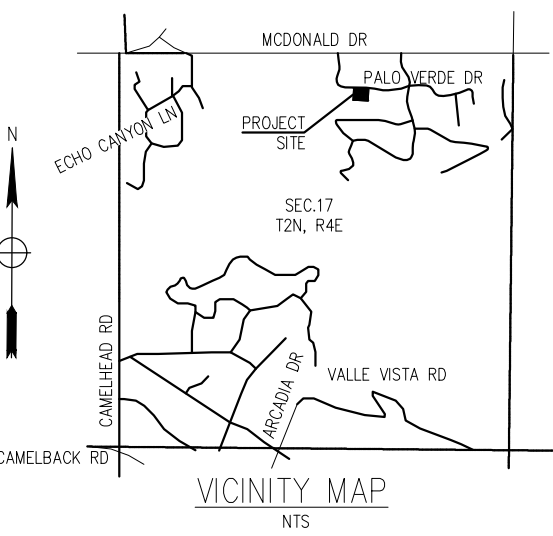 MCDONALD DR
PALO VERDE DR
ECHO CANYON LN
PROJECT
SITE
N
SEC.17
T2N, R4E
CAMELHEAD RD
ARCADIA DR
VALLE VISTA RD
CAMELBACK RD
VICINITY MAP
NTS